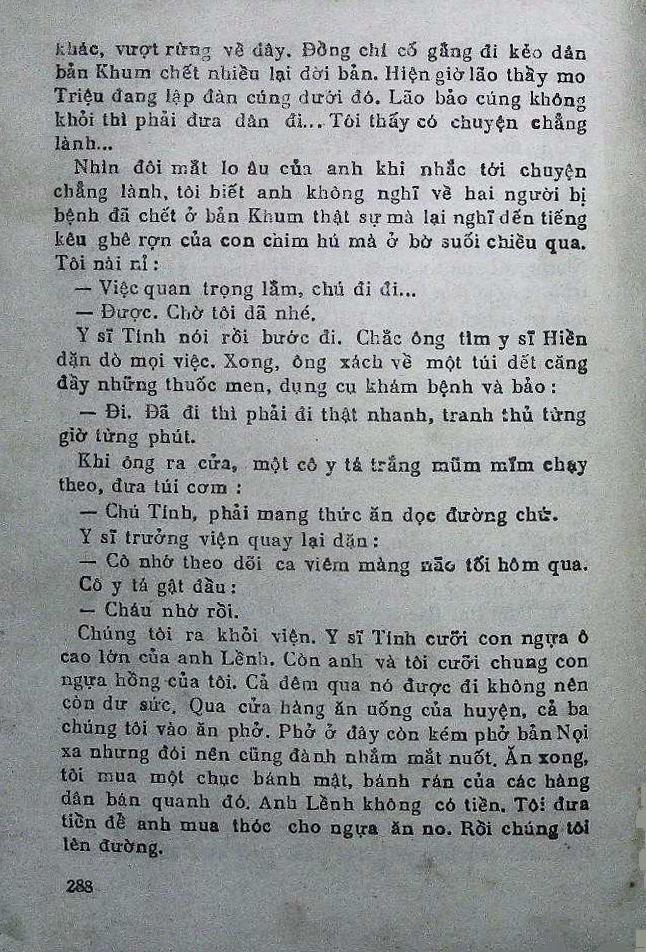 khác, vượt rừng về đây. Đồng chí cố gắng đi kẻo dân
bản Khum chết nhiều lại dời bản. Hiện giờ lão thầy mo
Triệu đang lập đàn cúng dưới đó. Lão bảo cúng không
khỏi thì phải đưa dân đi... Tôi thấy có chuyện chẳng
lành...
Nhìn đôi mắt lo âu của anh khi nhắc tới chuyện
chẳng lành, tôi biết anh không nghĩ về hai người bị
bệnh đã chết ở bản Khum thật sự mà lại nghĩ đến tiếng
kêu ghê rợn của con chim hú mà ở bờ suối chiều qua.
Tôi nài nỉ :
— Việc quan trọng lắm, chú đi đi...
— Được. Chờ tôi đã nhé.
Y sĩ Tính nói rồi bước đi. Chắc ông tìm y sĩ Hiền
dặn dò mọi việc. Xong, ông xách về một túi dết căng
đầy những thuốc men, dụng cụ khám bệnh và bảo :
— Đi. Đã đi thì phải đi thật nhanh, tranh thủ từng
giờ từng phút.
Khi ông ra cửa, một cô y tá trắng mũm mĩm chạy
theo, đưa túi cơm :
— Chú Tính, phải mang thức ăn dọc đường chứ.
Y sĩ trưởng viện quay lại dặn :
— Cô nhớ theo dõi ca viêm màng não tối hôm qua.
Cô y tá gật đầu :
— Cháu nhớ rồi.
Chúng tôi ra khỏi viện. Y sĩ Tính cưỡi con ngựa ô
cao lớn của anh Lềnh. Còn anh và tôi cưỡi chung con
ngựa hồng của tôi. Cả đêm qua nó được đi không nên
còn dư sức. Qua cửa hàng ăn uống của huyện, cả ba
chúng tôi vào ăn phở. Phở ở đây còn kém phở bản Nọi
xa nhưng đói nên cũng đành nhắm mắt nuốt. Ăn xong,
tôi mua một chục bánh mật, bánh rán của các hàng
dân bán quanh đó. Anh Lềnh không có tiền. Tôi đưa
tiền để anh mua thóc cho ngựa ăn no. Rồi chúng tôi
lên đường.
288